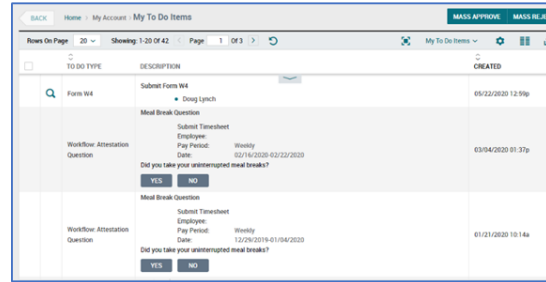 BACK Home > My Account > My To Do Items MASS APPROVE MASS REJE
Rows On Page 20 Showing: 1-20 Of 42 Page 1 Of 3 My To Do Items
TO DO TYPE DESCRIPTION CREATED
Form W4 Submit Form W4 05/22/2020 12:59p
• Doug Lynch
Meal Break Question
Submit Timesheet
Employee:
Workflow: Attestation Question Pay Period: Weekly 03/04/2020 01:37p
Date: 02/16/2020-02/22/2020
Did you take your uninterrupted meal breaks?
YES NO
Meal Break Question
Submit Timesheet
Employee:
Workflow: Attestation Question Pay Period: Weekly 01/21/2020 10:14a
Date: 12/29/2019-01/04/2020
Did you take your uninterrupted meal breaks?
YES NO